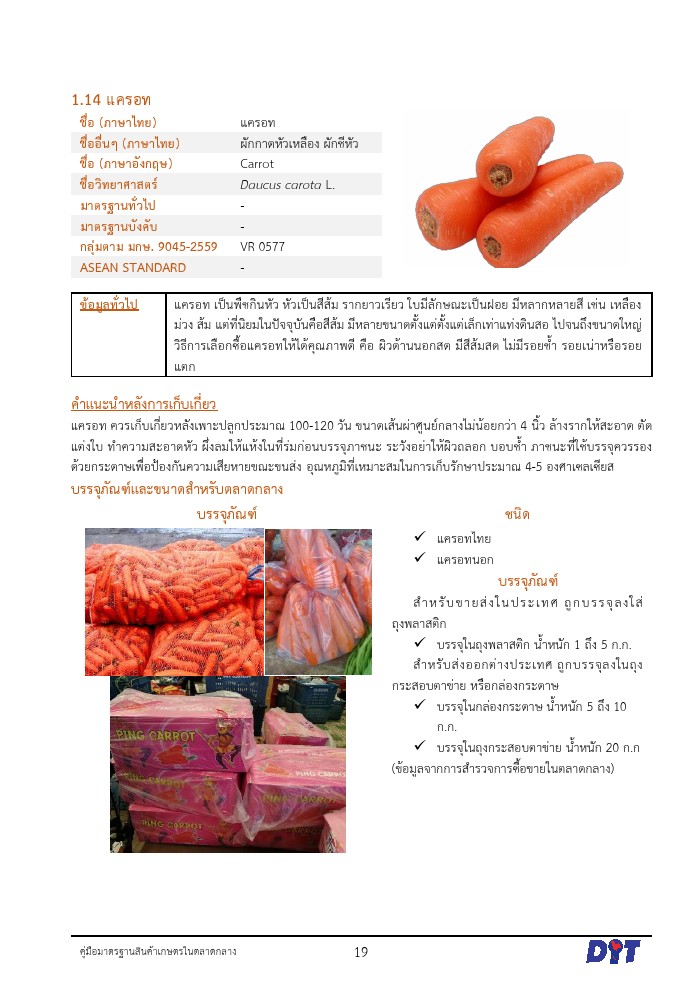 1.14 แครอท
ชื่อ (ภาษาไทย) แครอท
ชื่ออื่นๆ (ภาษาไทย) ผักกาดหัวเหลือง ผักชีหัว
ชื่อ (ภาษาอังกฤษ) Carrot
ชื่อวิทยาศาสตร์ Daucus carota L.
มาตรฐานทั่วไป -
มาตรฐานบังคับ -
กลุ่มตาม มกษ. 9045-2559 VR 0577
ASEAN STANDARD -
ข้อมูลทั่วไป แครอท เป็นพืชกินหัว หัวเป็นสีส้ม รากยาวเรียว ใบมีลักษณะเป็นฝอย มีหลากหลายสี เช่น เหลือง
ม่วง ส้ม แต่ที่นิยมในปัจจุบันคือสีส้ม มีหลายขนาดตั้งแต่ตั้งแต่เล็กเท่าแท่งดินสอ ไปจนถึงขนาดใหญ่
วิธีการเลือกซื้อแครอทให้ได้คุณภาพดี คือ ผิวด้านนอกสด มีสีส้มสด ไม่มีรอยช้ำ รอยเน่าหรือรอย
แตก
คำแนะนำหลังการเก็บเกี่ยว
แครอท ควรเก็บเกี่ยวหลังเพาะปลูกประมาณ 100-120 วัน ขนาดเส้นผ่าศูนย์กลางไม่น้อยกว่า 4 นิ้ว ล้างรากให้สะอาด ตัด
แต่งใบ ทำความสะอาดหัว ผึ่งลมให้แห้งในที่ร่มก่อนบรรจุภาชนะ ระวังอย่าให้ผิวถลอก บอบช้ำ ภาชนะที่ใช้บรรจุควรรอง
ด้วยกระดาษเพื่อป้องกันความเสียหายขณะขนส่ง อุณหภูมิที่เหมาะสมในการเก็บรักษาประมาณ 4-5 องศาเซลเซียส
บรรจุภัณฑ์และขนาดสำหรับตลาดกลาง
บรรจุภัณฑ์
PING CARROT
PING CARROT
PING CARROT
PING CARROT
ชนิด
✓ แครอทไทย
✓ แครอทนอก
บรรจุภัณฑ์
สำหรับขายส่งในประเทศ ถูกบรรจุลงใส่
ถุงพลาสติก
✓ บรรจุในถุงพลาสติก น้ำหนัก 1 ถึง 5 ก.ก.
สำหรับส่งออกต่างประเทศ ถูกบรรจุลงในถุง
กระสอบตาข่าย หรือกล่องกระดาษ
✓ บรรจุในกล่องกระดาษ น้ำหนัก 5 ถึง 10
ก.ก.
✓ บรรจุในถุงกระสอบตาข่าย น้ำหนัก 20 ก.ก
(ข้อมูลจากการสำรวจการซื้อขายในตลาดกลาง)
คู่มือมาตรฐานสินค้าเกษตรในตลาดกลาง
19
DIT